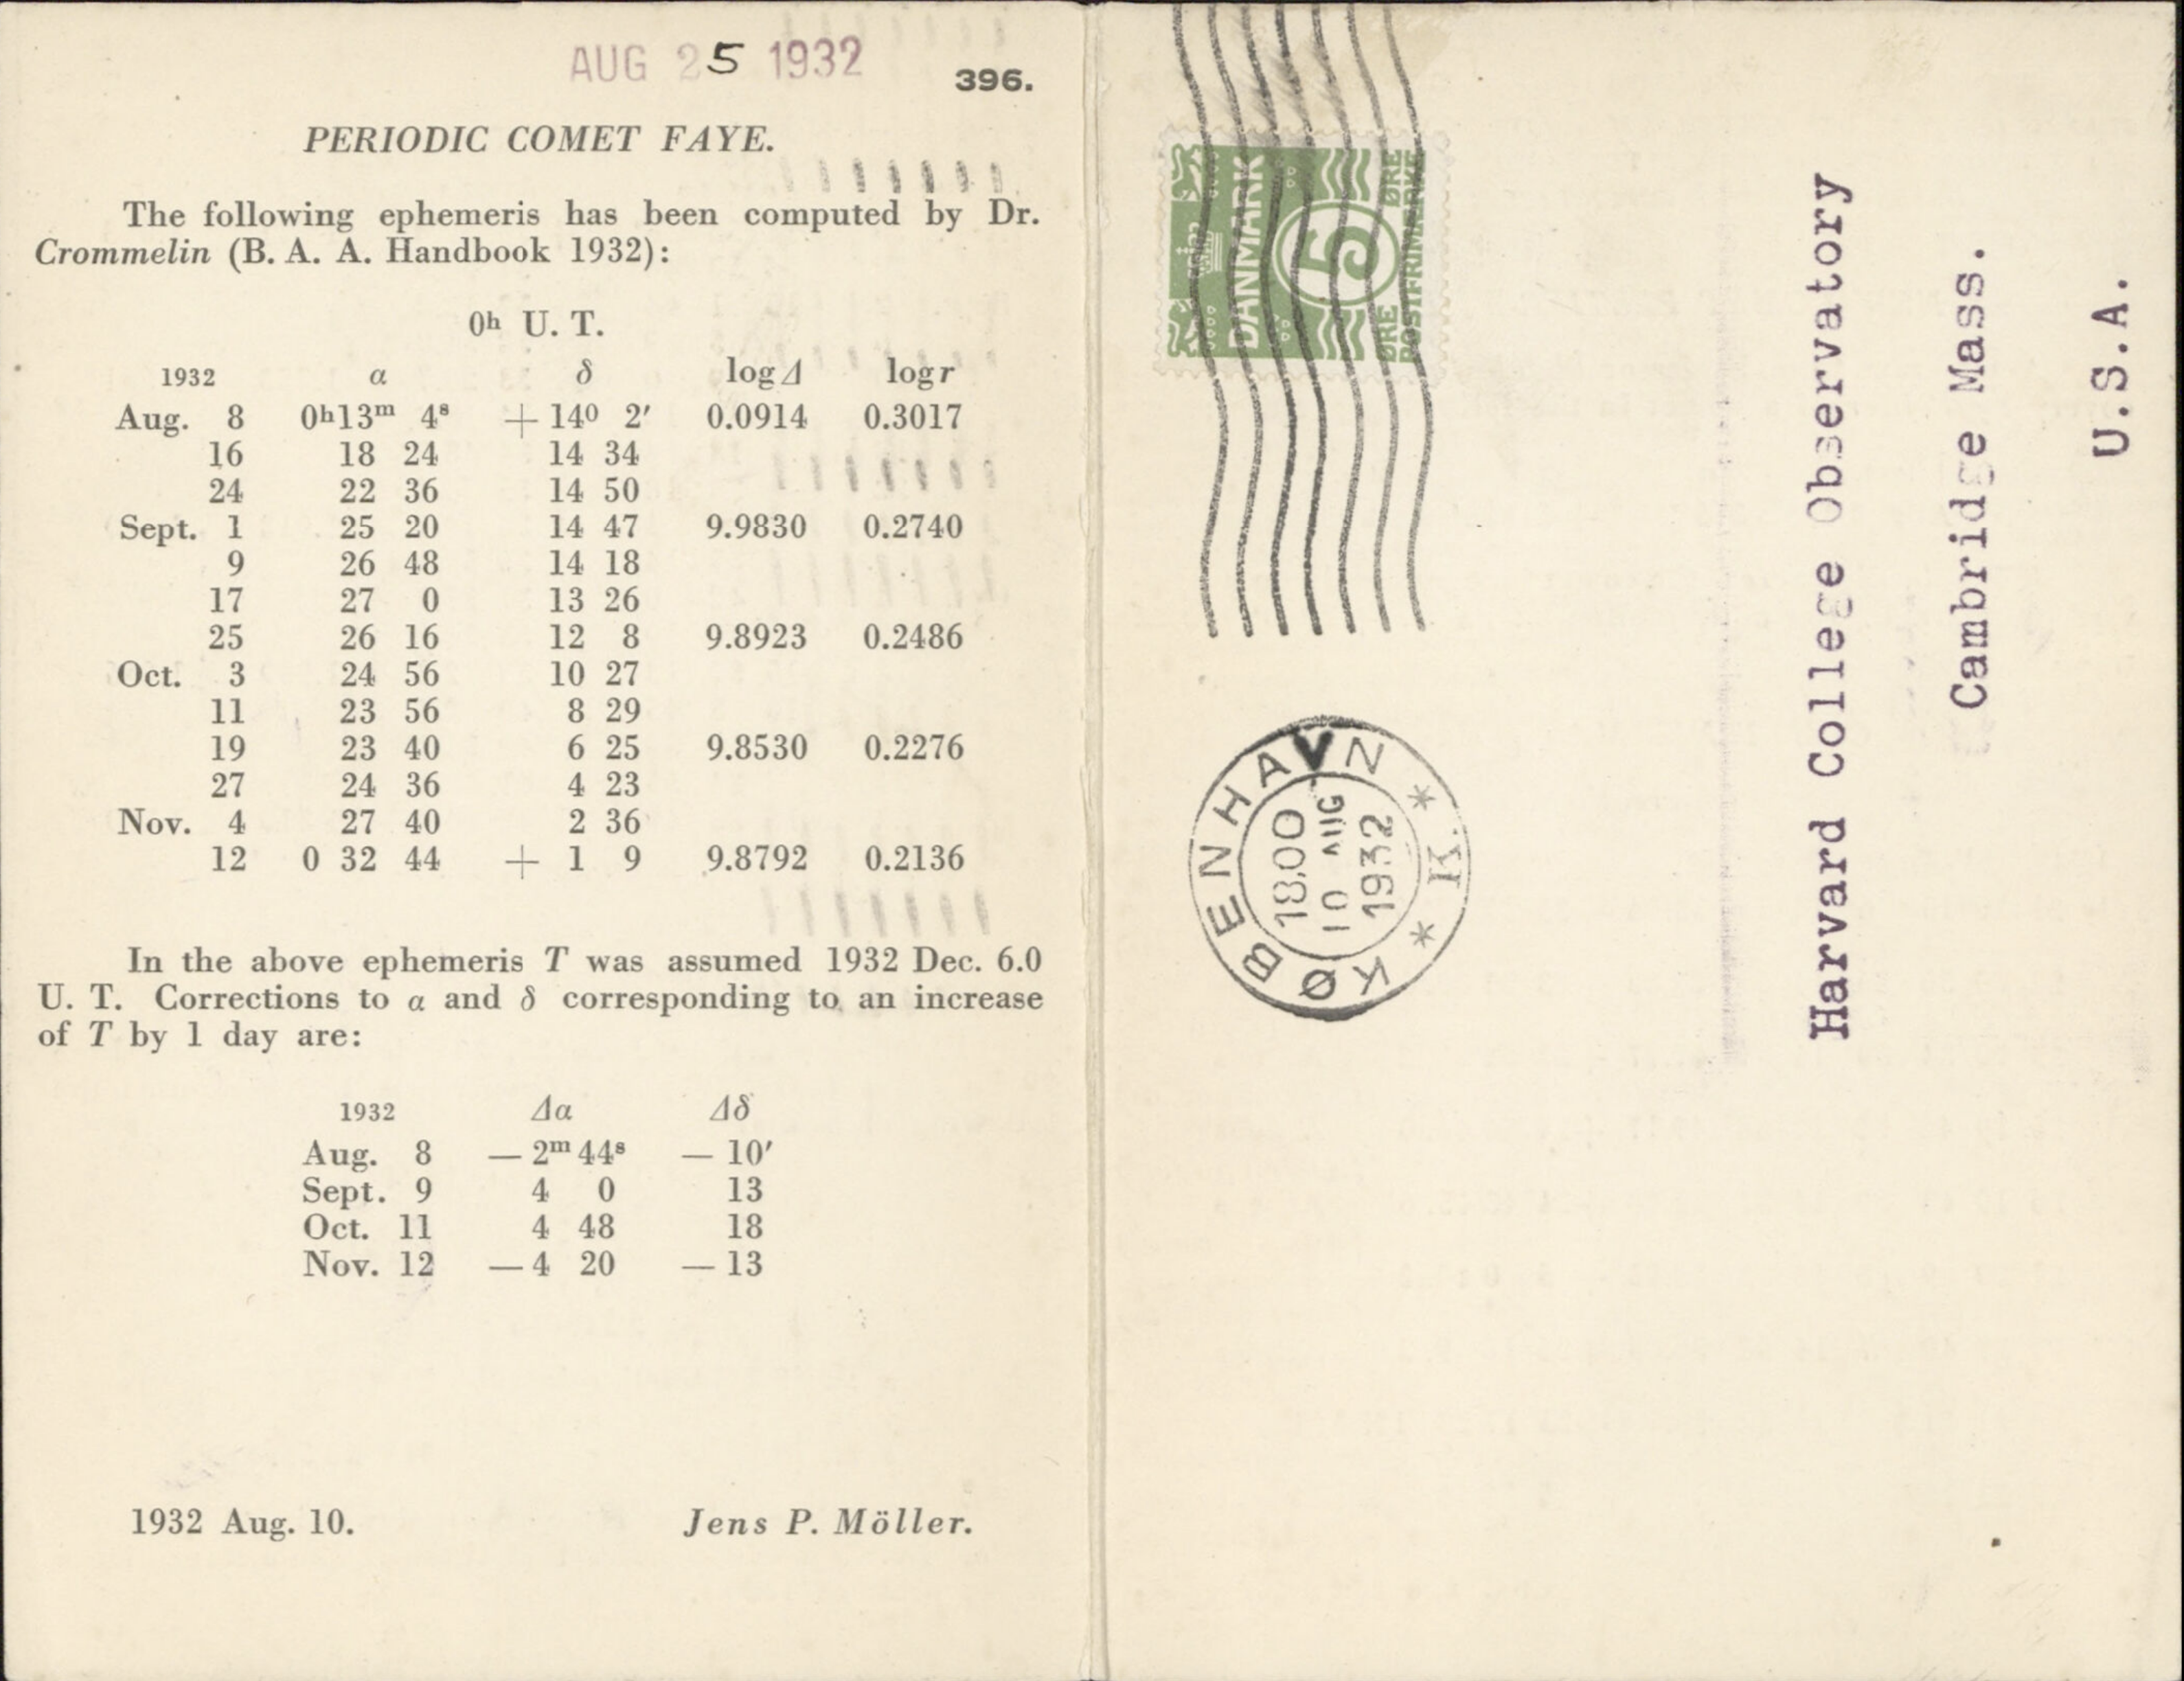 AUG 25 1932
396.
PERIODIC COMET FAYE.
The following ephemeris has been computed by Dr.
Crommelin (B. A. A. Handbook 1932):
0h U. T.
1932 α δ logΔ logr
Aug. 8 0h13m 4s +14o 2′ 0.0914 0.3017
16 18 24 14 34
24 22 36 14 50
Sept. 1 25 20 14 47 9.9830 0.2740
9 26 48 14 18
17 27 0 13 26
25 26 16 12 8 9.8923 0.2486
Oct. 3 24 56 10 27
11 23 56 8 29
19 23 40 6 25 9.8530 0.2276
27 24 36 4 23
Nov. 4 27 40 2 36
12 0 32 44 + 1 9 9.8792 0.2136
In the above ephemeris T was assumed 1932 Dec. 6.0
U. T. Corrections to α and δ corresponding to an increase
of T by 1 day are:
1932 Δα Δδ
Aug. 8 — 2m 44s — 10′
Sept. 9 4 0 13
Oct. 11 4 48 18
Nov. 12 — 4 20 — 13
1932 Aug. 10.
Jens P. Möller.
DANMARK
5
ØRE ØRE
POSTFRIMÆRKE
KØBENHAVN * K. *
18.00
10 AUG
1932
Harvard College Observatory
Cambridge Mass.
U.S.A.